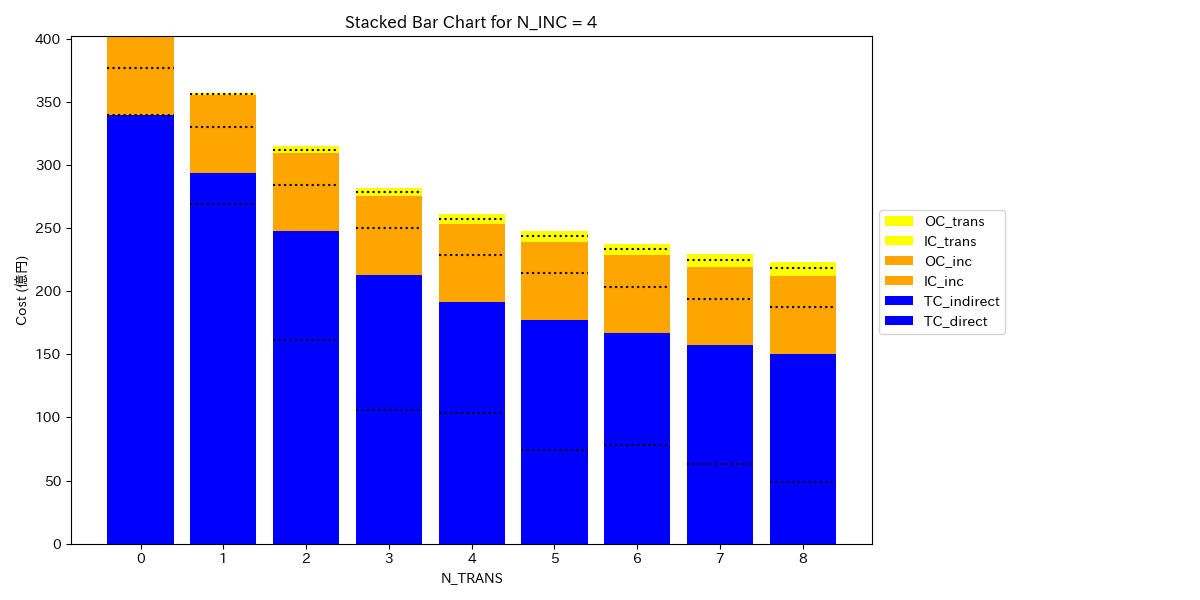 Stacked Bar Chart for N_INC = 4
400
350
300
250
200
150
100
50
0
Cost (億円)
0 1 2 3 4 5 6 7 8
N_TRANS
OC_trans
IC_trans
OC_inc
IC_inc
TC_indirect
TC_direct